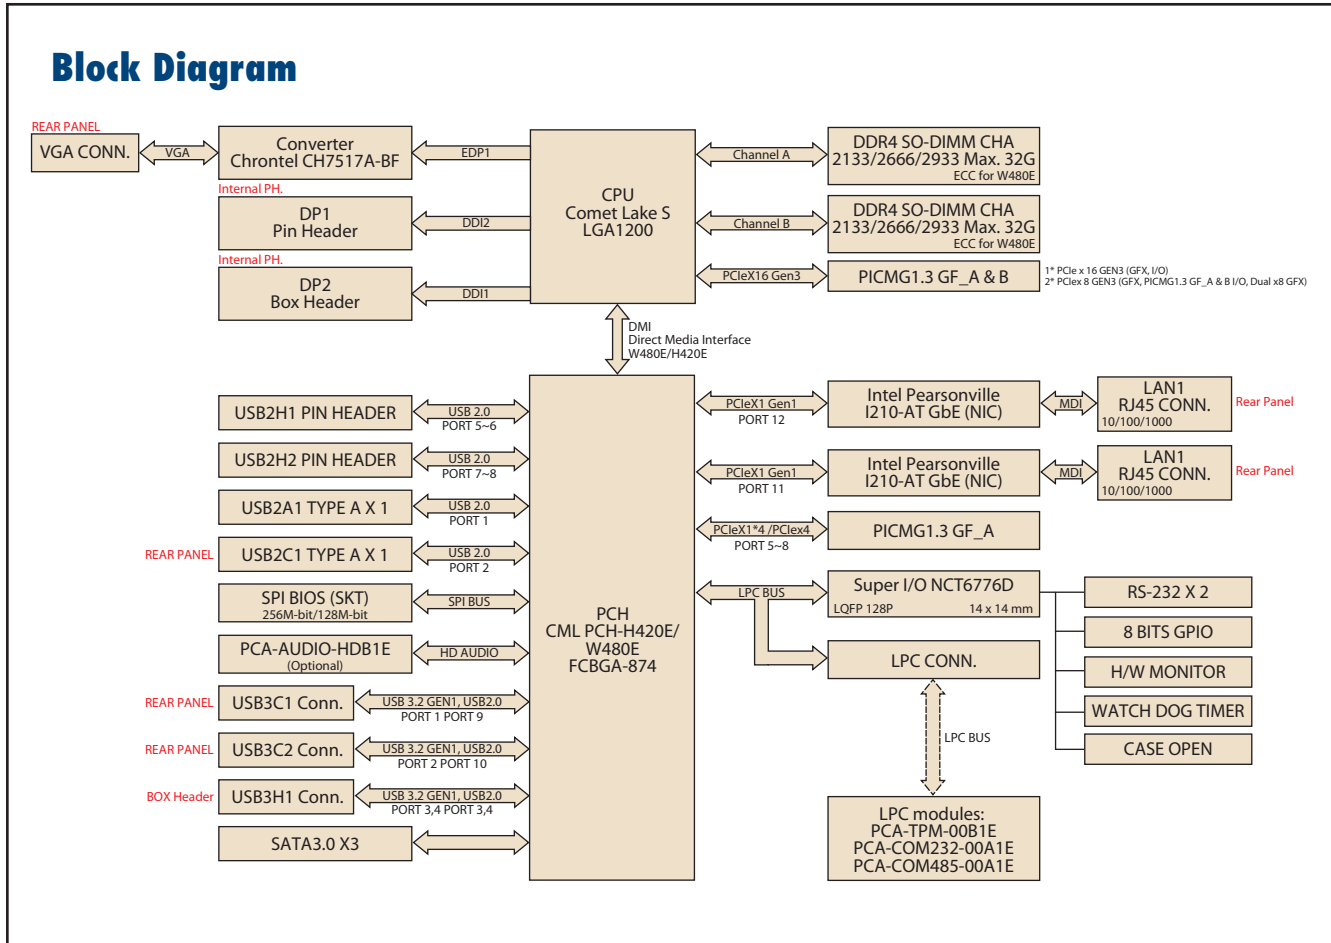 Block Diagram
REAR PANEL
VGA CONN.
VGA
Converter
Chrontel CH7517A-BF
EDP1
Internal PH.
DP1
Pin Header
DDI2
Internal PH.
DP2
Box Header
DDI1
CPU
Comet Lake S
LGA1200
Channel A
DDR4 SO-DIMM CHA
2133/2666/2933 Max. 32G
ECC for W480E
Channel B
DDR4 SO-DIMM CHA
2133/2666/2933 Max. 32G
ECC for W480E
PCIeX16 Gen3
PICMG1.3 GF_A & B
1* PCIe x 16 GEN3 (GFX, I/O)
2* PCIex 8 GEN3 (GFX, PICMG1.3 GF_A & B I/O, Dual x8 GFX)
DMI
Direct Media Interface
W480E/H420E
USB2H1 PIN HEADER
USB 2.0
PORT 5~6
USB2H2 PIN HEADER
USB 2.0
PORT 7~8
USB2A1 TYPE A X 1
USB 2.0
PORT 1
REAR PANEL
USB2C1 TYPE A X 1
USB 2.0
PORT 2
SPI BIOS (SKT)
256M-bit/128M-bit
SPI BUS
PCA-AUDIO-HDB1E
(Optional)
HD AUDIO
REAR PANEL
USB3C1 Conn.
USB 3.2 GEN1, USB2.0
PORT 1 PORT 9
REAR PANEL
USB3C2 Conn.
USB 3.2 GEN1, USB2.0
PORT 2 PORT 10
BOX Header
USB3H1 Conn.
USB 3.2 GEN1, USB2.0
PORT 3,4 PORT 3,4
SATA3.0 X3
PCH
CML PCH-H420E/
W480E
FCBGA-874
PCIeX1 Gen1
PORT 12
Intel Pearsonville
I210-AT GbE (NIC)
MDI
LAN1
RJ45 CONN.
10/100/1000
Rear Panel
PCIeX1 Gen1
PORT 11
Intel Pearsonville
I210-AT GbE (NIC)
MDI
LAN1
RJ45 CONN.
10/100/1000
Rear Panel
PCIeX1*4 /PCIex4
PORT 5~8
PICMG1.3 GF_A
LPC BUS
Super I/O NCT6776D
LQFP 128P 14 x 14 mm
LPC CONN.
LPC BUS
LPC modules:
PCA-TPM-00B1E
PCA-COM232-00A1E
PCA-COM485-00A1E
RS-232 X 2
8 BITS GPIO
H/W MONITOR
WATCH DOG TIMER
CASE OPEN